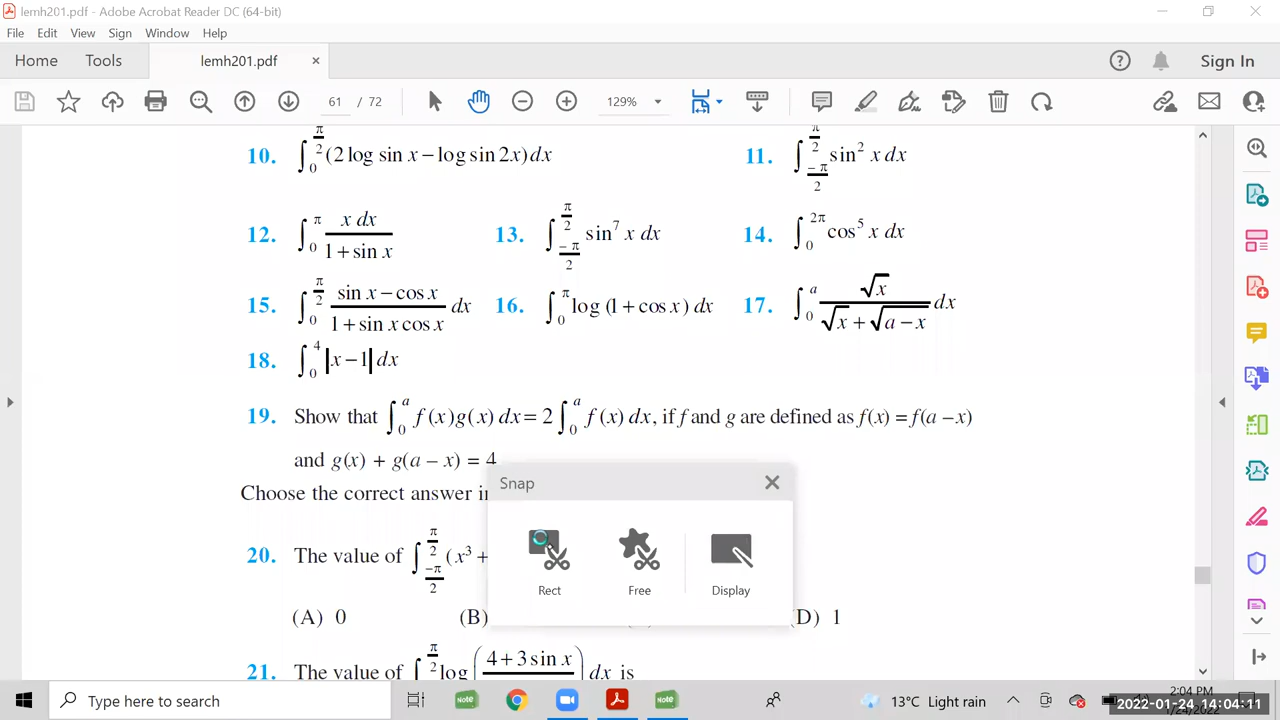 lemh201.pdf - Adobe Acrobat Reader DC (64-bit)
File Edit View Sign Window Help
Home Tools lemh201.pdf × Sign In
61 / 72 129%
10. ∫₀^{π/2} (2 log sin x – log sin 2x) dx 11. ∫_{–π/2}^{π/2} sin² x dx
12. ∫₀^π x dx / (1 + sin x) 13. ∫_{–π/2}^{π/2} sin⁷ x dx 14. ∫₀^{2π} cos⁵ x dx
15. ∫₀^{π/2} (sin x – cos x) / (1 + sin x cos x) dx 16. ∫₀^π log (1 + cos x) dx 17. ∫₀^a √x / (√x + √(a – x)) dx
18. ∫₀⁴ |x – 1| dx
19. Show that ∫₀^a f (x)g(x) dx = 2 ∫₀^a f (x) dx, if f and g are defined as f(x) = f(a – x)
and g(x) + g(a – x) = 4
Choose the correct answer
20. The value of ∫_{–π/2}^{π/2} (x³ +
(A) 0 (B) D) 1
21. The value of ∫^{π/2} log (4 + 3 sin x dx is
Snap
Rect Free Display
Type here to search
Note
Note
13°C Light rain
2:04 PM
2022-01-24 14:04:11